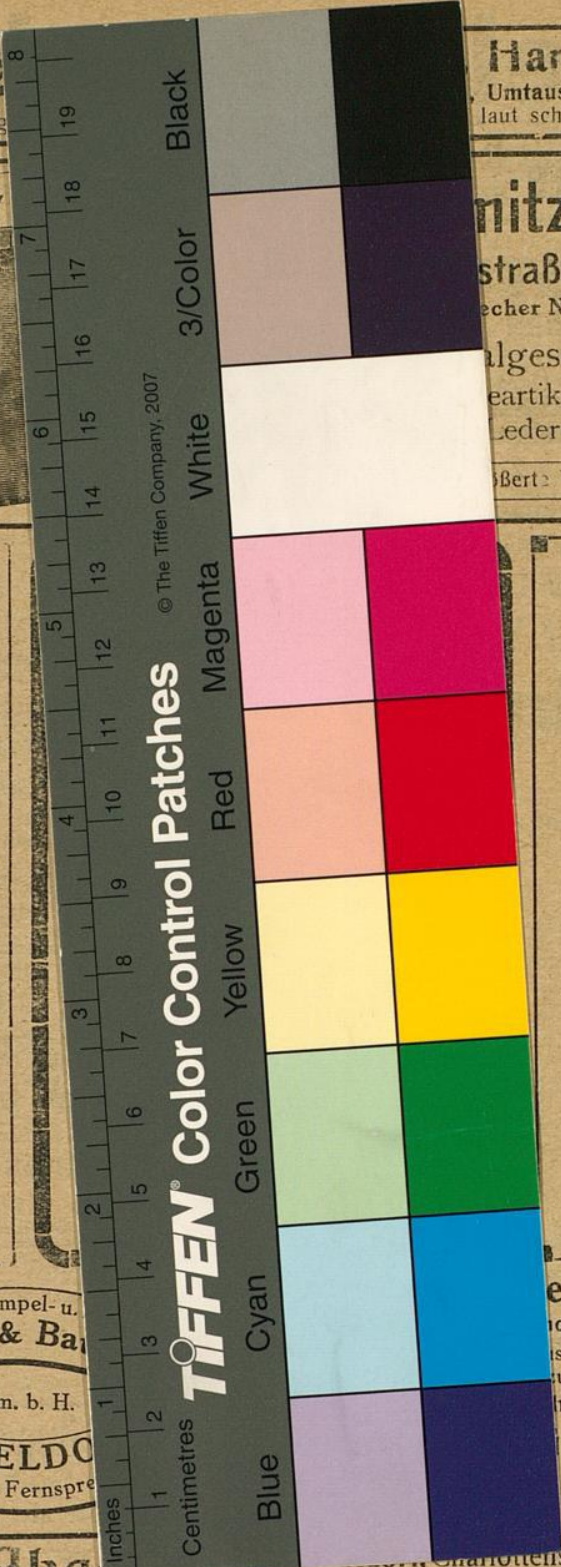 Har
, Umtaus
laut sch
nitz
straß
echer N
alges
eartik
Leder
ßert
Black
3/Color
White
Magenta
Red
Yellow
Green
Cyan
Blue
© The Tiffen Company, 2007
TIFFEN® Color Control Patches
8
7
6
5
4
3
2
1
Inches
19
18
17
16
15
14
13
12
11
10
9
8
7
6
5
4
3
2
1
Centimetres
mpel- u.
& Ba
m. b. H.
ELDO
Fernspre